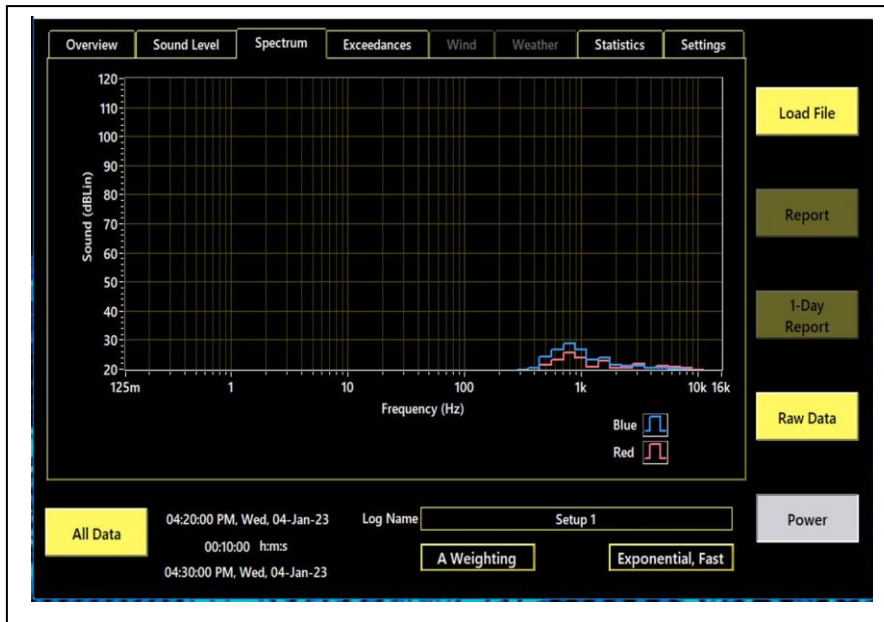 Overview Sound Level Spectrum Exceedances Wind Weather Statistics Settings
120
110
100
90
80
70
60
50
40
30
20
Sound (dBLin)
125m 1 10 100 1k 10k 16k
Frequency (Hz)
Blue
Red
Load File
Report
1-Day
Report
Raw Data
Power
All Data
04:20:00 PM, Wed, 04-Jan-23
00:10:00 h:m:s
04:30:00 PM, Wed, 04-Jan-23
Log Name Setup 1
A Weighting Exponential, Fast